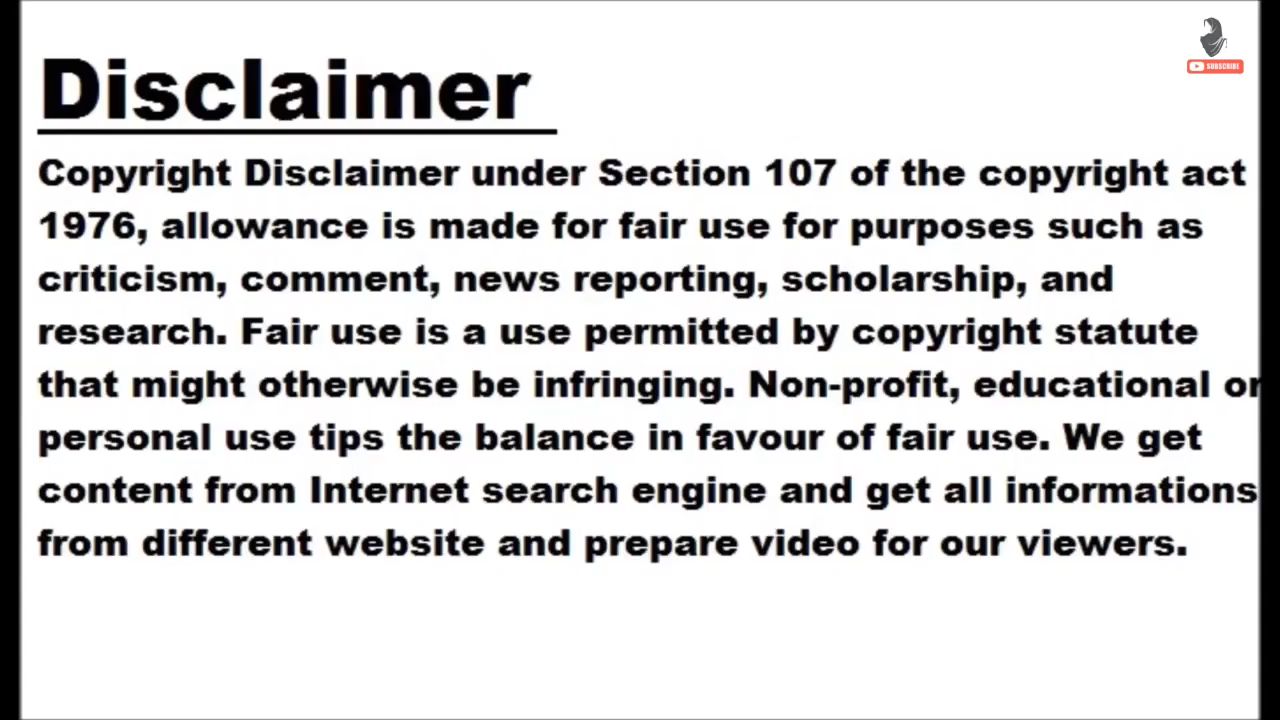 SUBSCRIBE
Disclaimer
Copyright Disclaimer under Section 107 of the copyright act
1976, allowance is made for fair use for purposes such as
criticism, comment, news reporting, scholarship, and
research. Fair use is a use permitted by copyright statute
that might otherwise be infringing. Non-profit, educational or
personal use tips the balance in favour of fair use. We get
content from Internet search engine and get all informations
from different website and prepare video for our viewers.